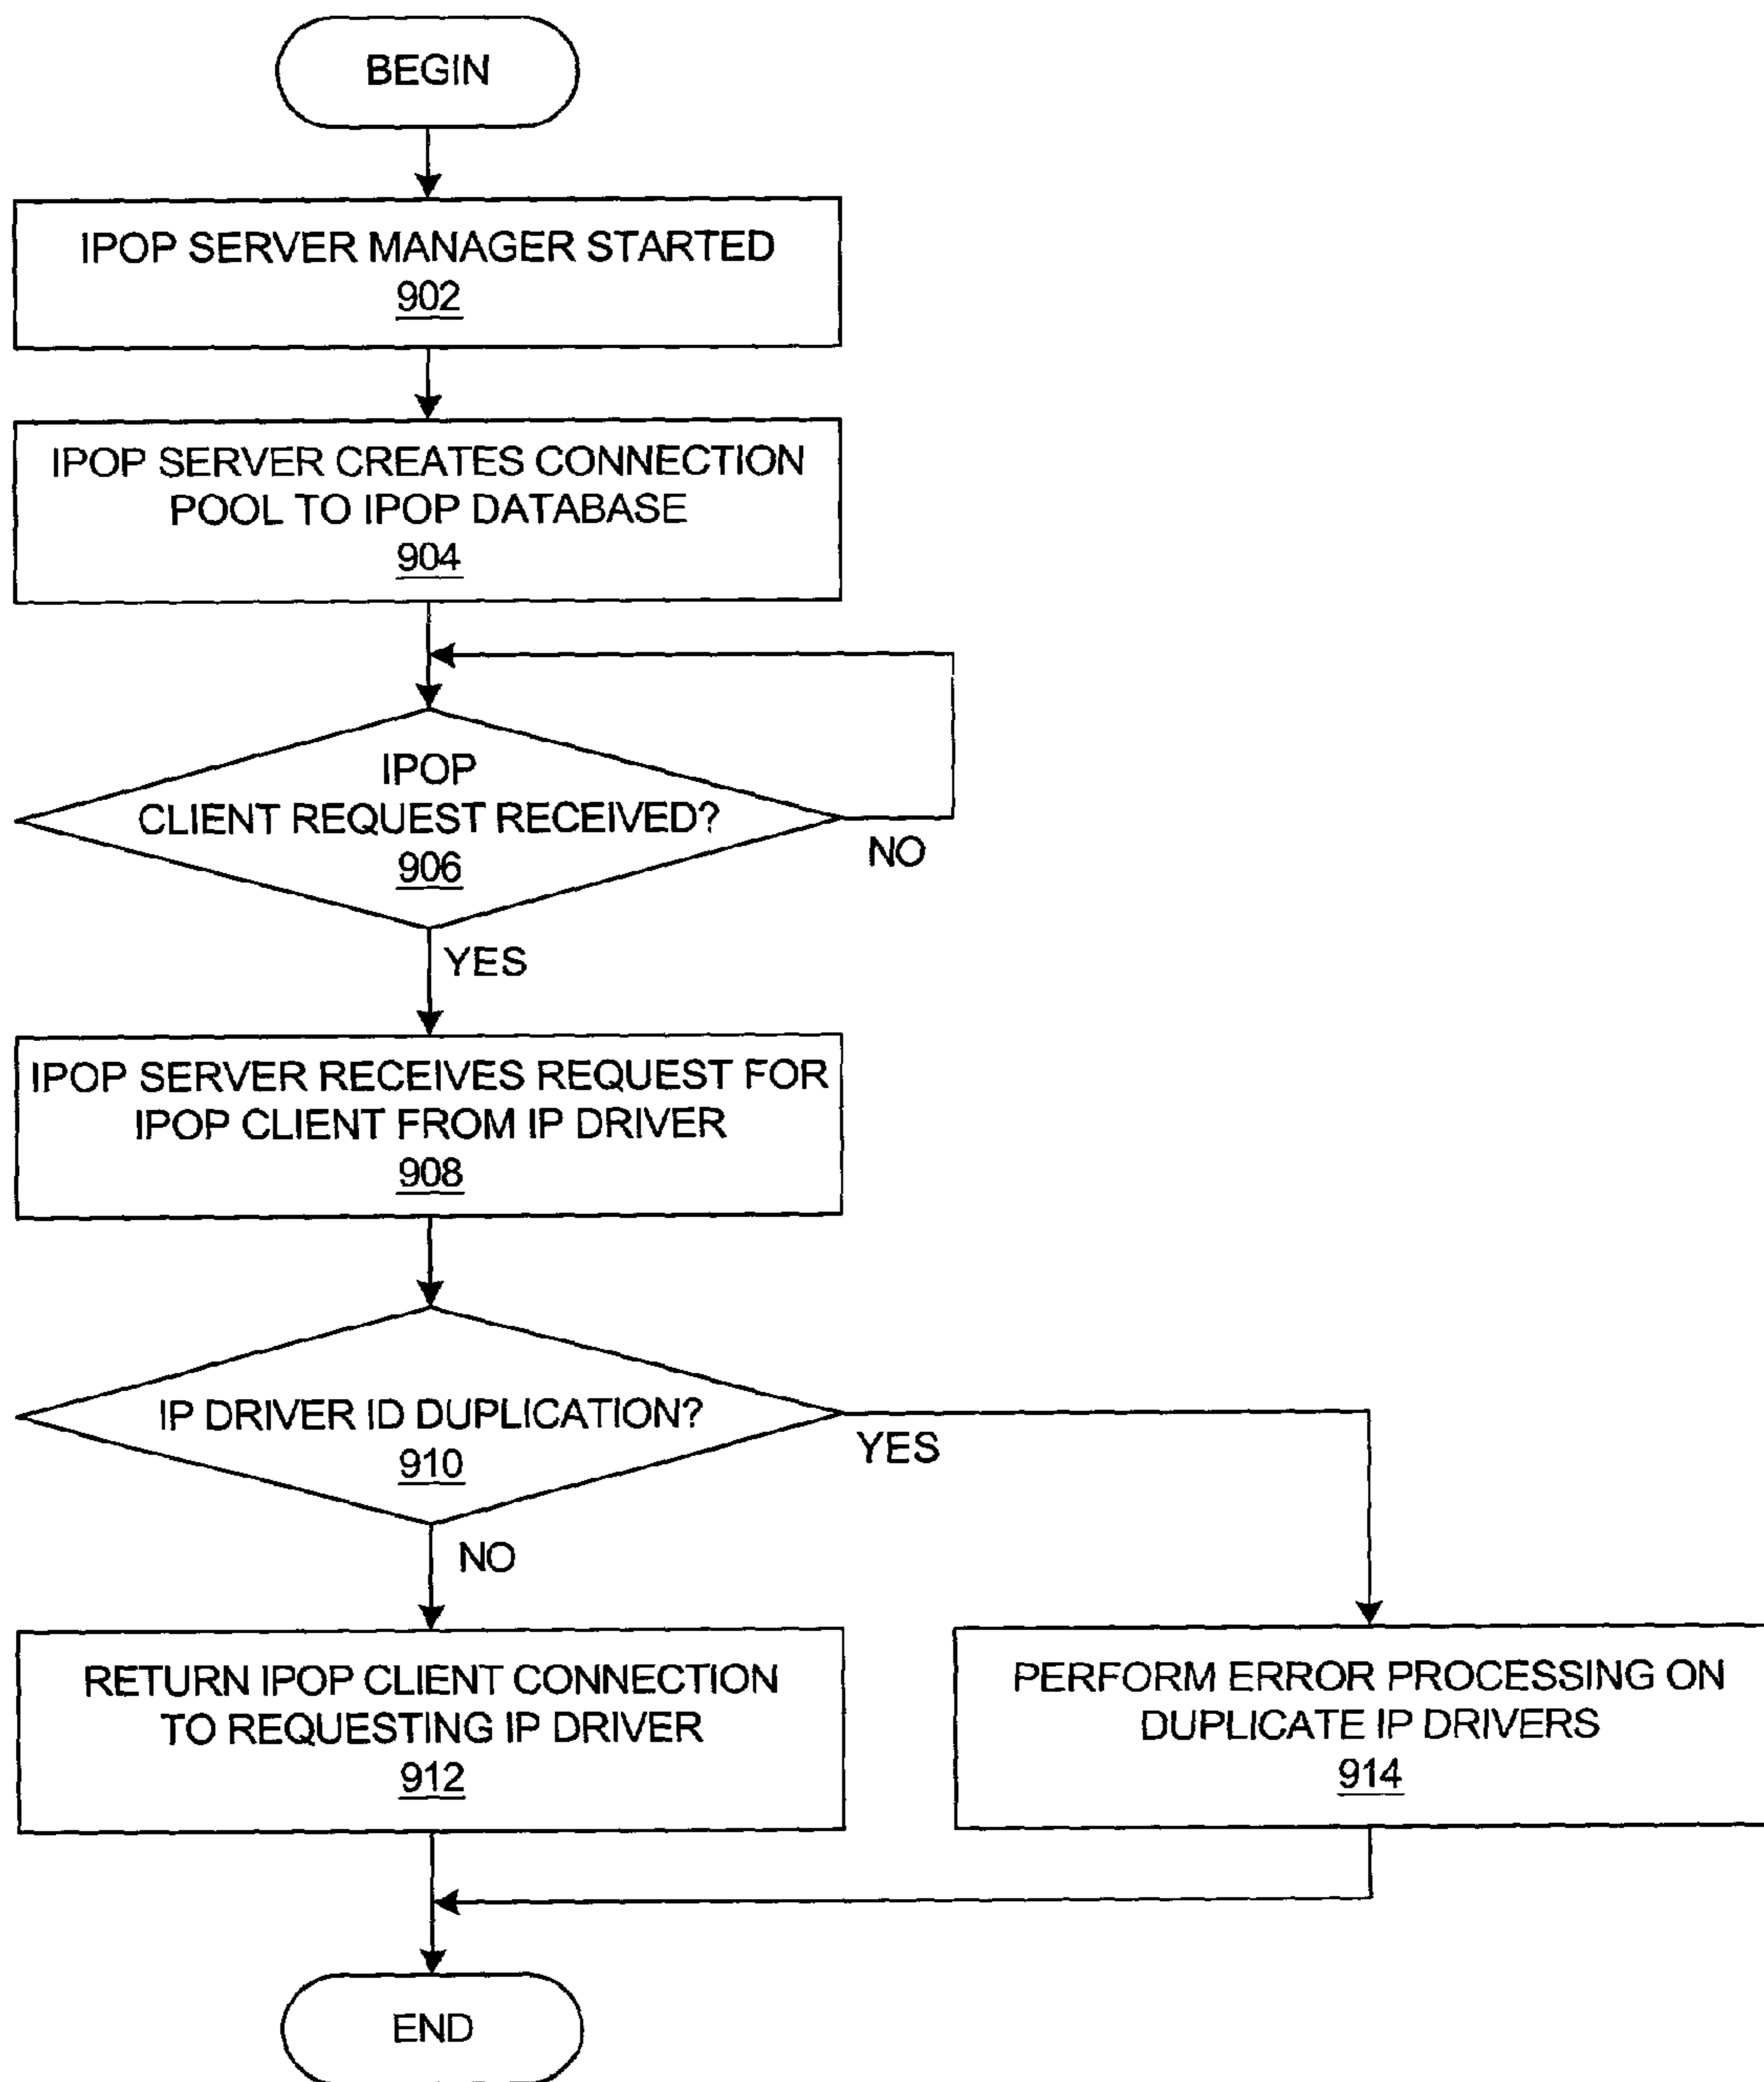 BEGIN
IPOP SERVER MANAGER STARTED
902
IPOP SERVER CREATES CONNECTION
POOL TO IPOP DATABASE
904
IPOP
CLIENT REQUEST RECEIVED?
906
NO
YES
IPOP SERVER RECEIVES REQUEST FOR
IPOP CLIENT FROM IP DRIVER
908
IP DRIVER ID DUPLICATION?
910
YES
NO
RETURN IPOP CLIENT CONNECTION
TO REQUESTING IP DRIVER
912
PERFORM ERROR PROCESSING ON
DUPLICATE IP DRIVERS
914
END